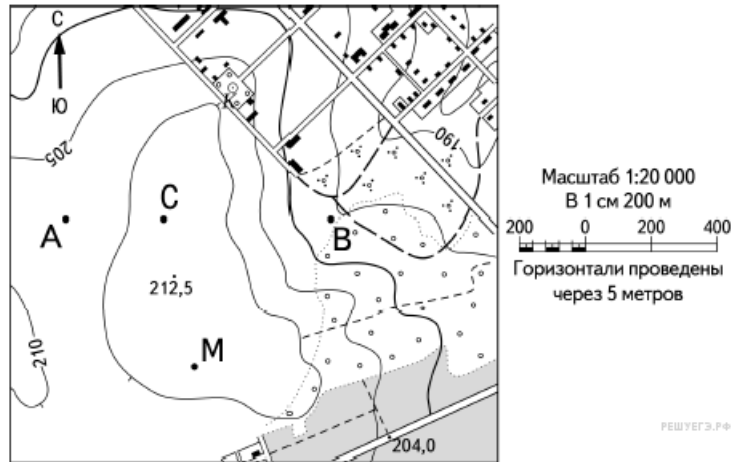 С
Ю
К
205
190
А
С
В
212,5
М
210
204,0
Масштаб 1:20 000
В 1 см 200 м
200 0 200 400
Горизонтали проведены
через 5 метров
РЕШУЕГЭ.РФ